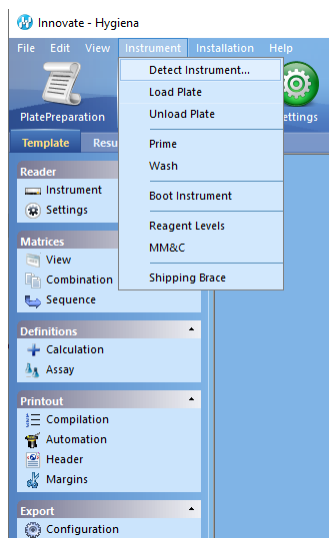 Innovate - Hygiena
File Edit View Instrument Installation Help
Detect Instrument...
Load Plate
Unload Plate
Prime
Wash
Boot Instrument
Reagent Levels
MM&C
Shipping Brace
PlatePreparation
ettings
Template Resu
Reader
Instrument
Settings
Matrices
View
Combination
Sequence
Definitions
Calculation
Assay
Printout
Compilation
Automation
Header
Margins
Export
Configuration